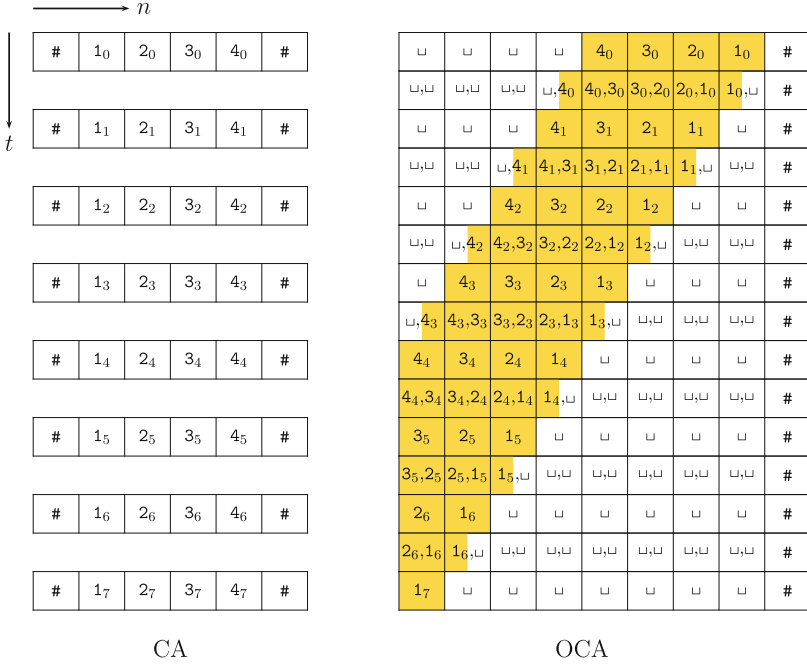 n
t
# 1₀ 2₀ 3₀ 4₀ #
# 1₁ 2₁ 3₁ 4₁ #
# 1₂ 2₂ 3₂ 4₂ #
# 1₃ 2₃ 3₃ 4₃ #
# 1₄ 2₄ 3₄ 4₄ #
# 1₅ 2₅ 3₅ 4₅ #
# 1₆ 2₆ 3₆ 4₆ #
# 1₇ 2₇ 3₇ 4₇ #
CA
⊔ ⊔ ⊔ ⊔ 4₀ 3₀ 2₀ 1₀ #
⊔,⊔ ⊔,⊔ ⊔,⊔ ⊔,4₀ 4₀,3₀ 3₀,2₀ 2₀,1₀ 1₀,⊔ #
⊔ ⊔ ⊔ 4₁ 3₁ 2₁ 1₁ ⊔ #
⊔,⊔ ⊔,⊔ ⊔,4₁ 4₁,3₁ 3₁,2₁ 2₁,1₁ 1₁,⊔ ⊔,⊔ #
⊔ ⊔ 4₂ 3₂ 2₂ 1₂ ⊔ ⊔ #
⊔,⊔ ⊔,4₂ 4₂,3₂ 3₂,2₂ 2₂,1₂ 1₂,⊔ ⊔,⊔ ⊔,⊔ #
⊔ 4₃ 3₃ 2₃ 1₃ ⊔ ⊔ ⊔ #
⊔,4₃ 4₃,3₃ 3₃,2₃ 2₃,1₃ 1₃,⊔ ⊔,⊔ ⊔,⊔ ⊔,⊔ #
4₄ 3₄ 2₄ 1₄ ⊔ ⊔ ⊔ ⊔ #
4₄,3₄ 3₄,2₄ 2₄,1₄ 1₄,⊔ ⊔,⊔ ⊔,⊔ ⊔,⊔ ⊔,⊔ #
3₅ 2₅ 1₅ ⊔ ⊔ ⊔ ⊔ ⊔ #
3₅,2₅ 2₅,1₅ 1₅,⊔ ⊔,⊔ ⊔,⊔ ⊔,⊔ ⊔,⊔ ⊔,⊔ #
2₆ 1₆ ⊔ ⊔ ⊔ ⊔ ⊔ ⊔ #
2₆,1₆ 1₆,⊔ ⊔,⊔ ⊔,⊔ ⊔,⊔ ⊔,⊔ ⊔,⊔ ⊔,⊔ #
1₇ ⊔ ⊔ ⊔ ⊔ ⊔ ⊔ ⊔ #
OCA